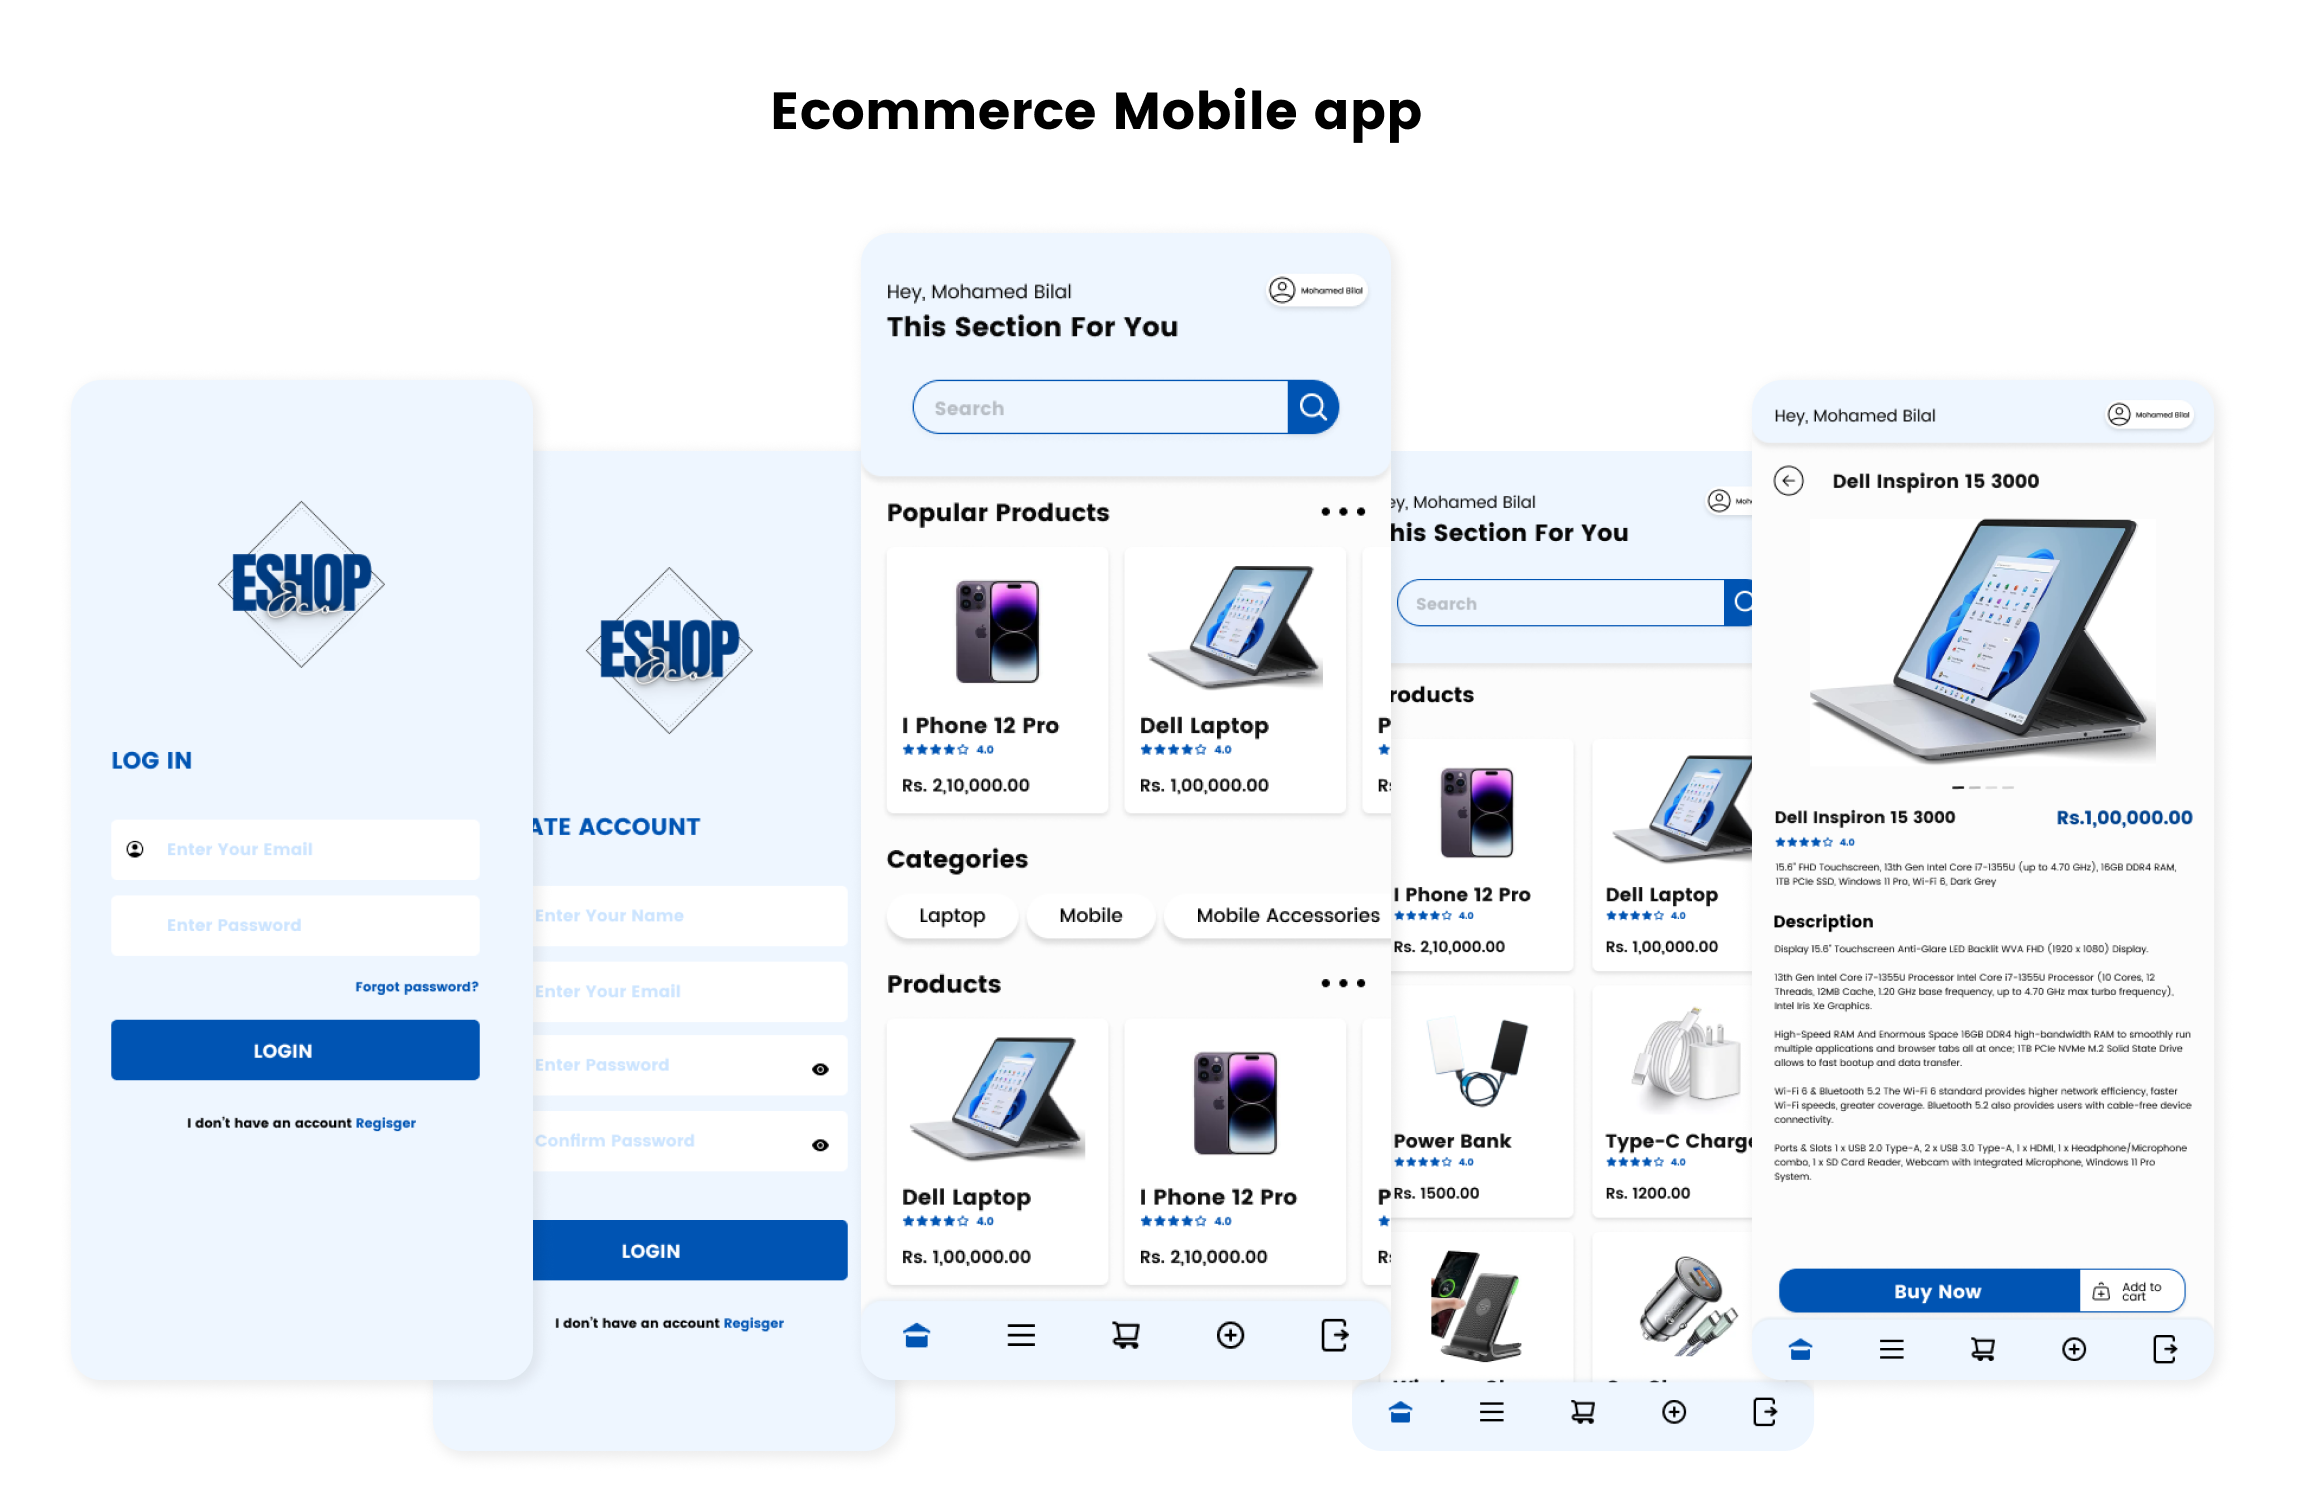 Ecommerce Mobile app
ESHOP
Eco
LOG IN
Enter Your Email
Enter Password
Forgot password?
LOGIN
I don't have an account Regisger
ESHOP
Eco
ATE ACCOUNT
Enter Your Name
Enter Your Email
Enter Password
Confirm Password
LOGIN
I don't have an account Regisger
Hey, Mohamed Bilal
Mohamed Bilal
This Section For You
Search
Popular Products
I Phone 12 Pro
4.0
Rs. 2,10,000.00
Dell Laptop
4.0
Rs. 1,00,000.00
P
R
Categories
Laptop
Mobile
Mobile Accessories
Products
Dell Laptop
4.0
Rs. 1,00,000.00
I Phone 12 Pro
4.0
Rs. 2,10,000.00
P
R
ey, Mohamed Bilal
Moh
his Section For You
Search
roducts
I Phone 12 Pro
4.0
Rs. 2,10,000.00
Dell Laptop
4.0
Rs. 1,00,000.00
Power Bank
4.0
Rs. 1500.00
Type-C Charge
4.0
Rs. 1200.00
Hey, Mohamed Bilal
Mohamed Bilal
Dell Inspiron 15 3000
Dell Inspiron 15 3000
Rs.1,00,000.00
4.0
15.6" FHD Touchscreen, 13th Gen Intel Core i7-1355U (up to 4.70 GHz), 16GB DDR4 RAM,
1TB PCIe SSD, Windows 11 Pro, Wi-Fi 6, Dark Grey
Description
Display 15.6" Touchscreen Anti-Glare LED Backlit WVA FHD (1920 x 1080) Display.
13th Gen Intel Core i7-1355U Processor Intel Core i7-1355U Processor (10 Cores, 12
Threads, 12MB Cache, 1.20 GHz base frequency, up to 4.70 GHz max turbo frequency),
Intel Iris Xe Graphics.
High-Speed RAM And Enormous Space 16GB DDR4 high-bandwidth RAM to smoothly run
multiple applications and browser tabs all at once; 1TB PCIe NVMe M.2 Solid State Drive
allows to fast bootup and data transfer.
Wi-Fi 6 & Bluetooth 5.2 The Wi-Fi 6 standard provides higher network efficiency, faster
Wi-Fi speeds, greater coverage. Bluetooth 5.2 also provides users with cable-free device
connectivity.
Ports & Slots 1 x USB 2.0 Type-A, 2 x USB 3.0 Type-A, 1 x HDMI, 1 x Headphone/Microphone
combo, 1 x SD Card Reader, Webcam with Integrated Microphone, Windows 11 Pro
System.
Buy Now
Add to
cart